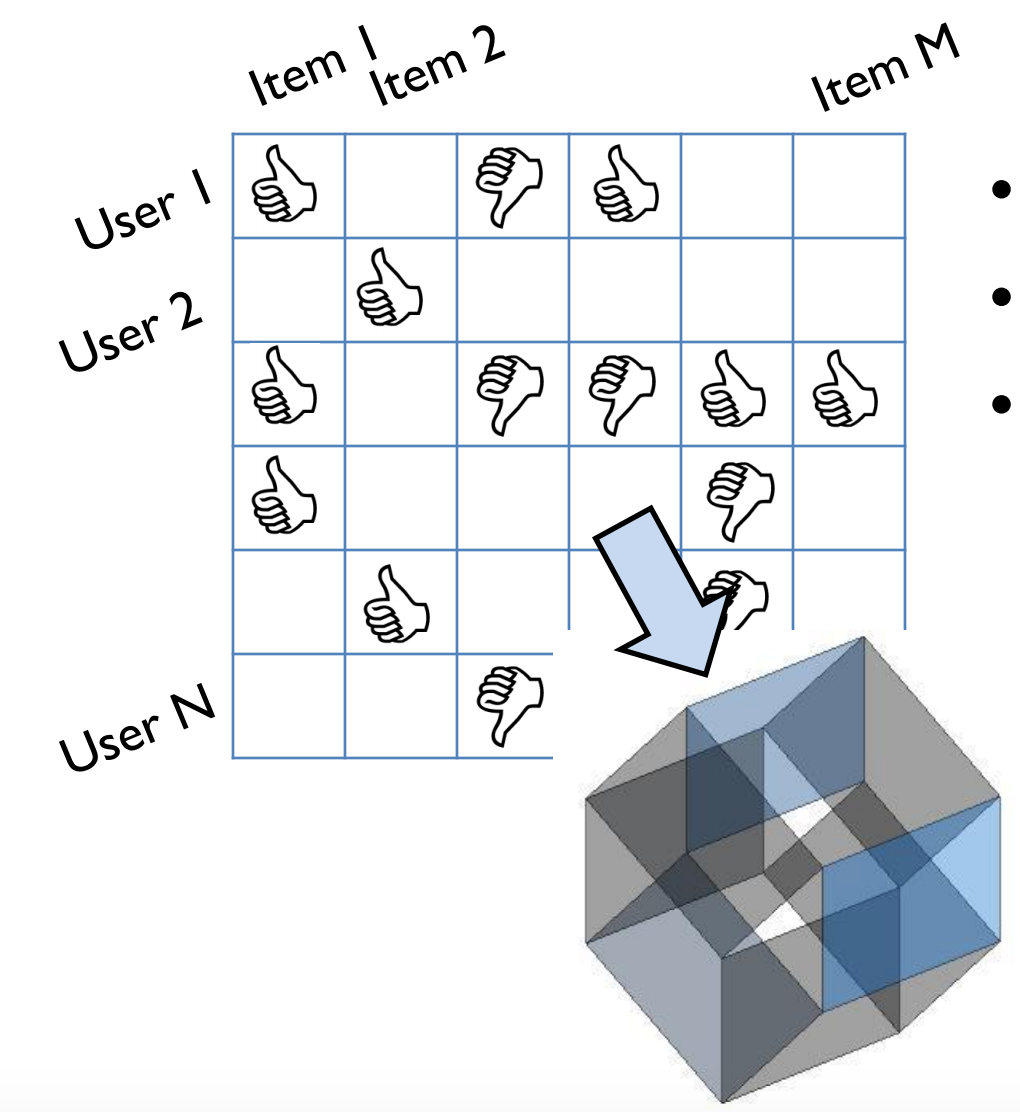 Item 1
Item 2
Item M
User 1
User 2
User N
•
•
•